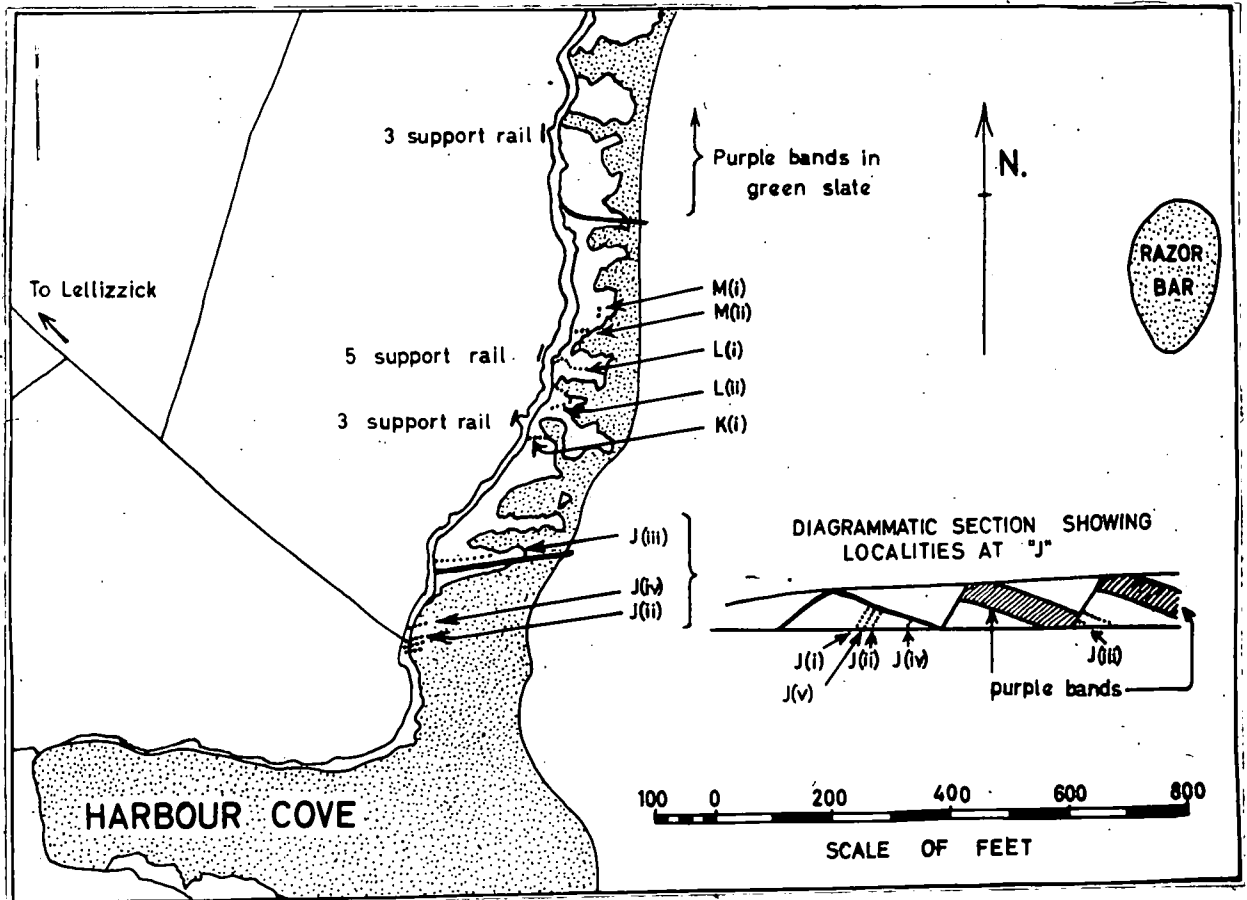 3 support rail
Purple bands in
green slate
N.
RAZOR
BAR
To Lellizzick
M(i)
M(ii)
5 support rail
L(i)
L(ii)
3 support rail
K(i)
J(iii)
J(iv)
J(ii)
DIAGRAMMATIC SECTION SHOWING
LOCALITIES AT "J"
J(i)
J(ii)
J(iv)
J(iii)
J(v)
purple bands
HARBOUR COVE
100 0 200 400 600 800
SCALE OF FEET